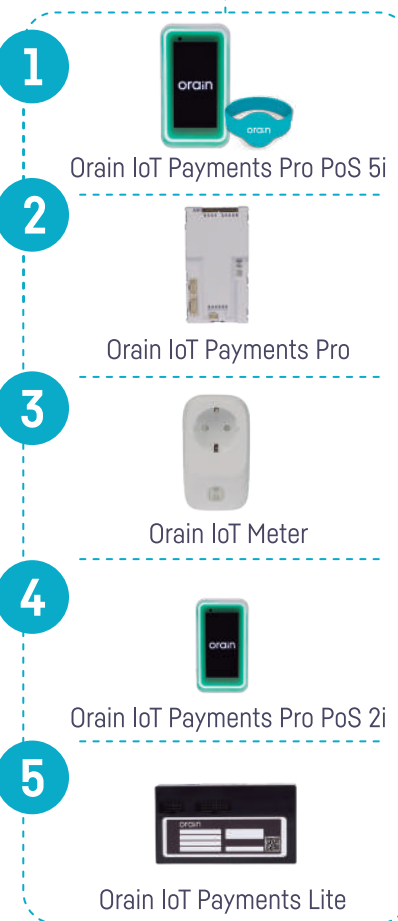 1
orain
orain
Orain IoT Payments Pro PoS 5i
2
Orain IoT Payments Pro
3
Orain IoT Meter
4
orain
Orain IoT Payments Pro PoS 2i
5
orain
Orain IoT Payments Lite